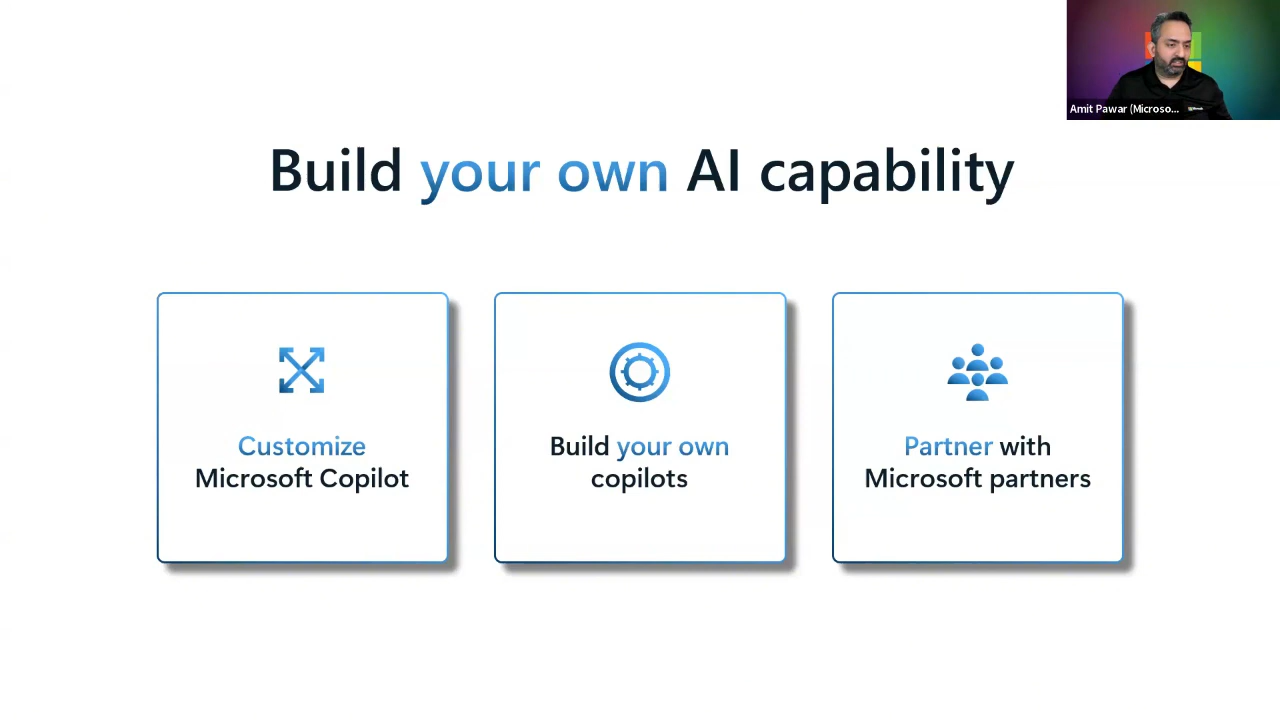 Amit Pawar (Microso...
Build your own AI capability
Customize
Microsoft Copilot
Build your own
copilots
Partner with
Microsoft partners